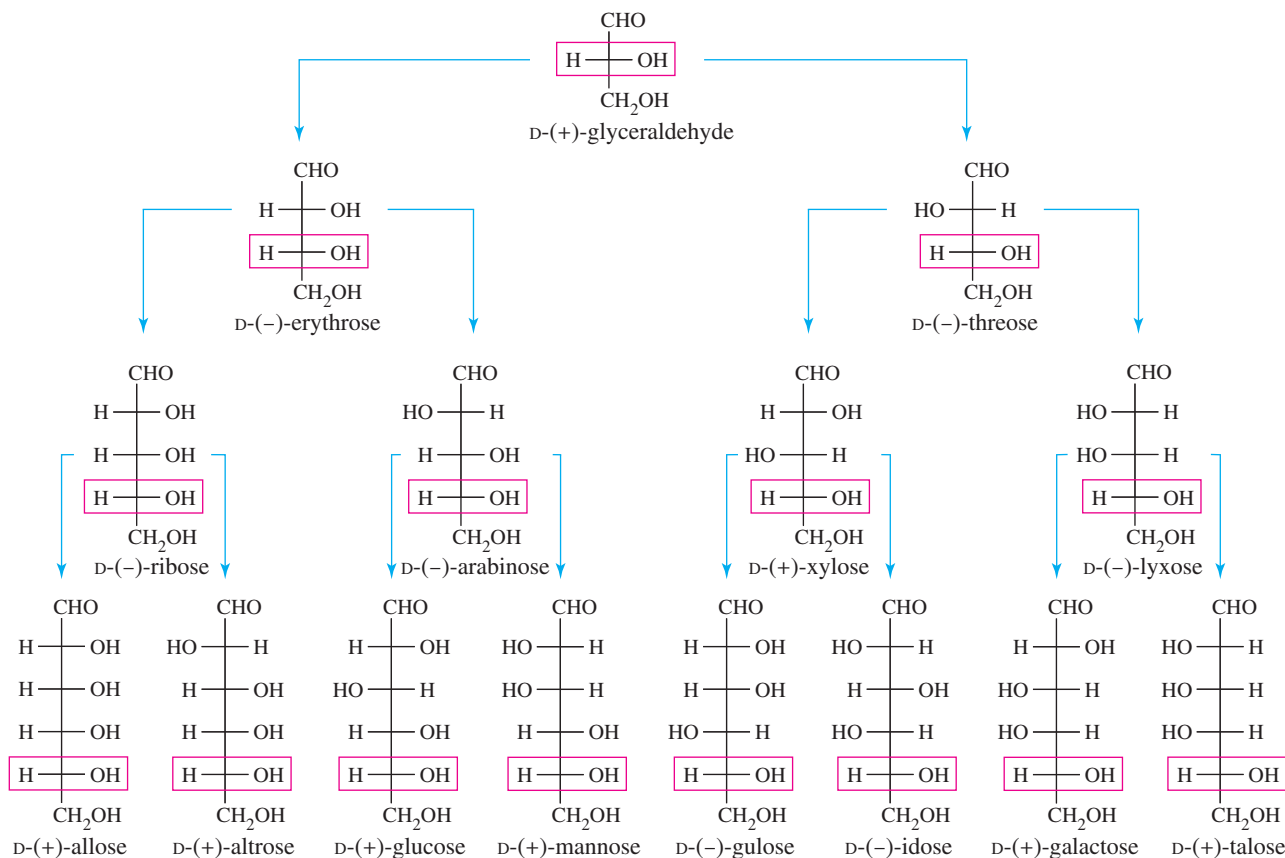 CHO
H OH
CH₂OH
D-(+)-glyceraldehyde
CHO CHO
H OH HO H
H OH H OH
CH₂OH CH₂OH
D-(–)-erythrose D-(–)-threose
CHO CHO CHO CHO
H OH HO H H OH HO H
H OH H OH HO H HO H
H OH H OH H OH H OH
CH₂OH CH₂OH CH₂OH CH₂OH
D-(–)-ribose D-(–)-arabinose D-(+)-xylose D-(–)-lyxose
CHO CHO CHO CHO CHO CHO CHO CHO
H OH HO H H OH HO H H OH HO H H OH HO H
H OH H OH HO H HO H H OH H OH HO H HO H
H OH H OH H OH H OH HO H HO H HO H HO H
H OH H OH H OH H OH H OH H OH H OH H OH
CH₂OH CH₂OH CH₂OH CH₂OH CH₂OH CH₂OH CH₂OH CH₂OH
D-(+)-allose D-(+)-altrose D-(+)-glucose D-(+)-mannose D-(–)-gulose D-(–)-idose D-(+)-galactose D-(+)-talose